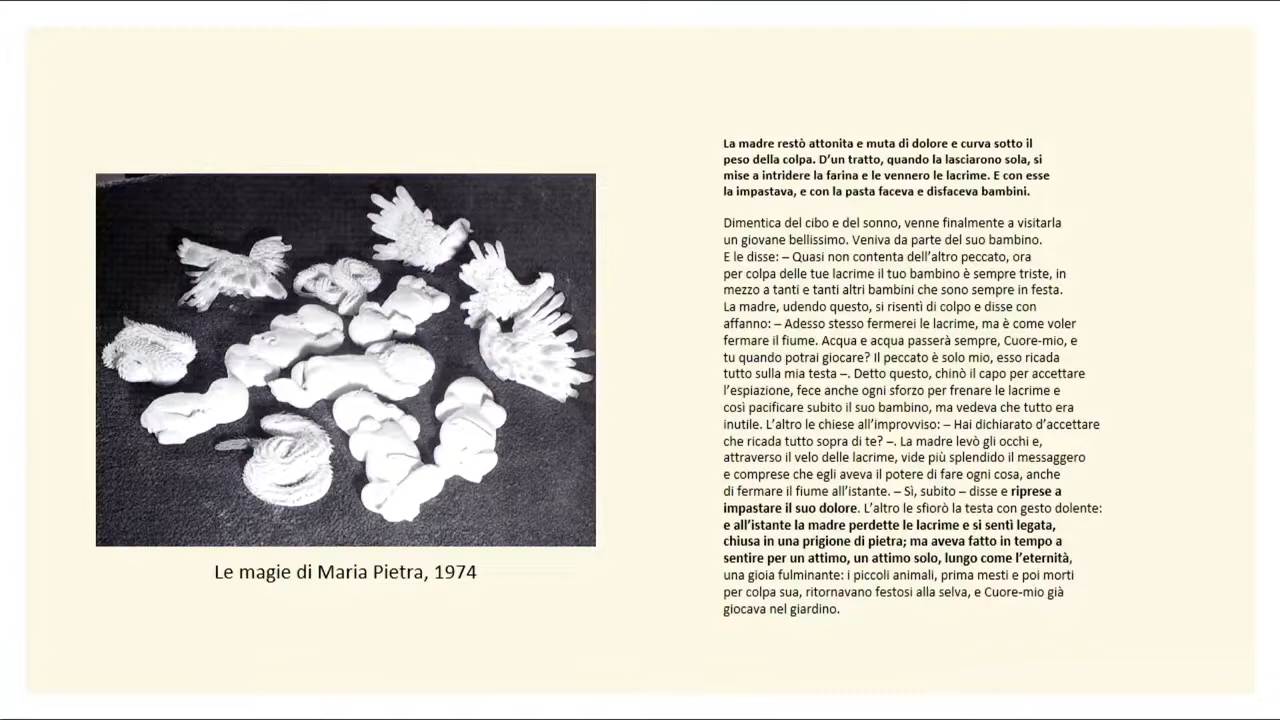 La madre restò attonita e muta di dolore e curva sotto il
peso della colpa. D’un tratto, quando la lasciarono sola, si
mise a intridere la farina e le vennero le lacrime. E con esse
la impastava, e con la pasta faceva e disfaceva bambini.
Dimentica del cibo e del sonno, venne finalmente a visitarla
un giovane bellissimo. Veniva da parte del suo bambino.
E le disse: – Quasi non contenta dell’altro peccato, ora
per colpa delle tue lacrime il tuo bambino è sempre triste, in
mezzo a tanti e tanti altri bambini che sono sempre in festa.
La madre, udendo questo, si risentì di colpo e disse con
affanno: – Adesso stesso fermerei le lacrime, ma è come voler
fermare il fiume. Acqua e acqua passerà sempre, Cuore-mio, e
tu quando potrai giocare? Il peccato è solo mio, esso ricada
tutto sulla mia testa –. Detto questo, chinò il capo per accettare
l’espiazione, fece anche ogni sforzo per frenare le lacrime e
così pacificare subito il suo bambino, ma vedeva che tutto era
inutile. L’altro le chiese all’improvviso: – Hai dichiarato d’accettare
che ricada tutto sopra di te? –. La madre levò gli occhi e,
attraverso il velo delle lacrime, vide più splendido il messaggero
e comprese che egli aveva il potere di fare ogni cosa, anche
di fermare il fiume all’istante. – Sì, subito – disse e riprese a
impastare il suo dolore. L’altro le sfiorò la testa con gesto dolente:
e all’istante la madre perdette le lacrime e si sentì legata,
chiusa in una prigione di pietra; ma aveva fatto in tempo a
sentire per un attimo, un attimo solo, lungo come l’eternità,
una gioia fulminante: i piccoli animali, prima mesti e poi morti
per colpa sua, ritornavano festosi alla selva, e Cuore-mio già
giocava nel giardino.
Le magie di Maria Pietra, 1974